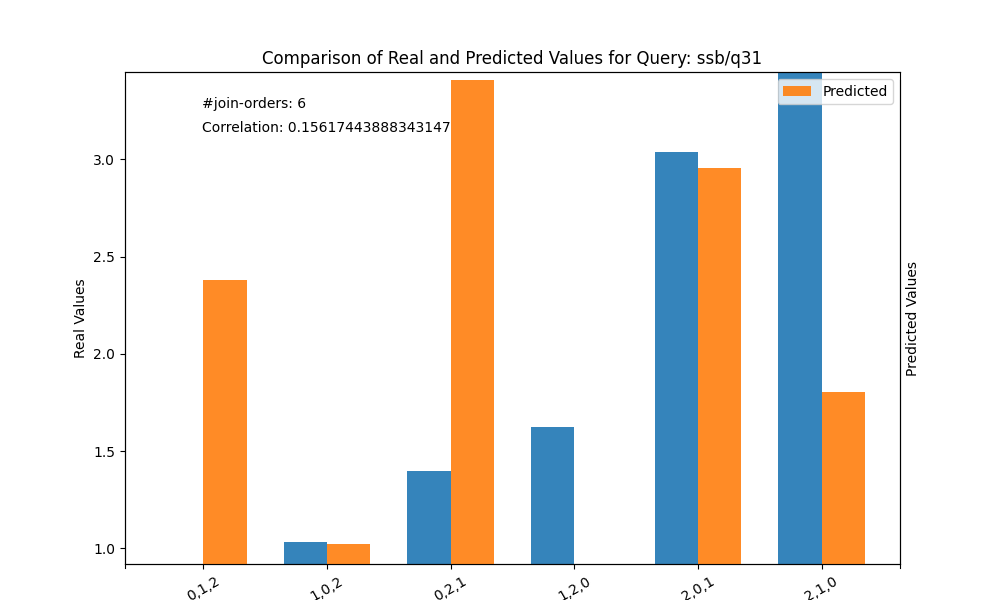 Comparison of Real and Predicted Values for Query: ssb/q31
#join-orders: 6
Correlation: 0.15617443888343147
Predicted
3.0
2.5
2.0
1.5
1.0
Real Values
Predicted Values
0,1,2
1,0,2
0,2,1
1,2,0
2,0,1
2,1,0